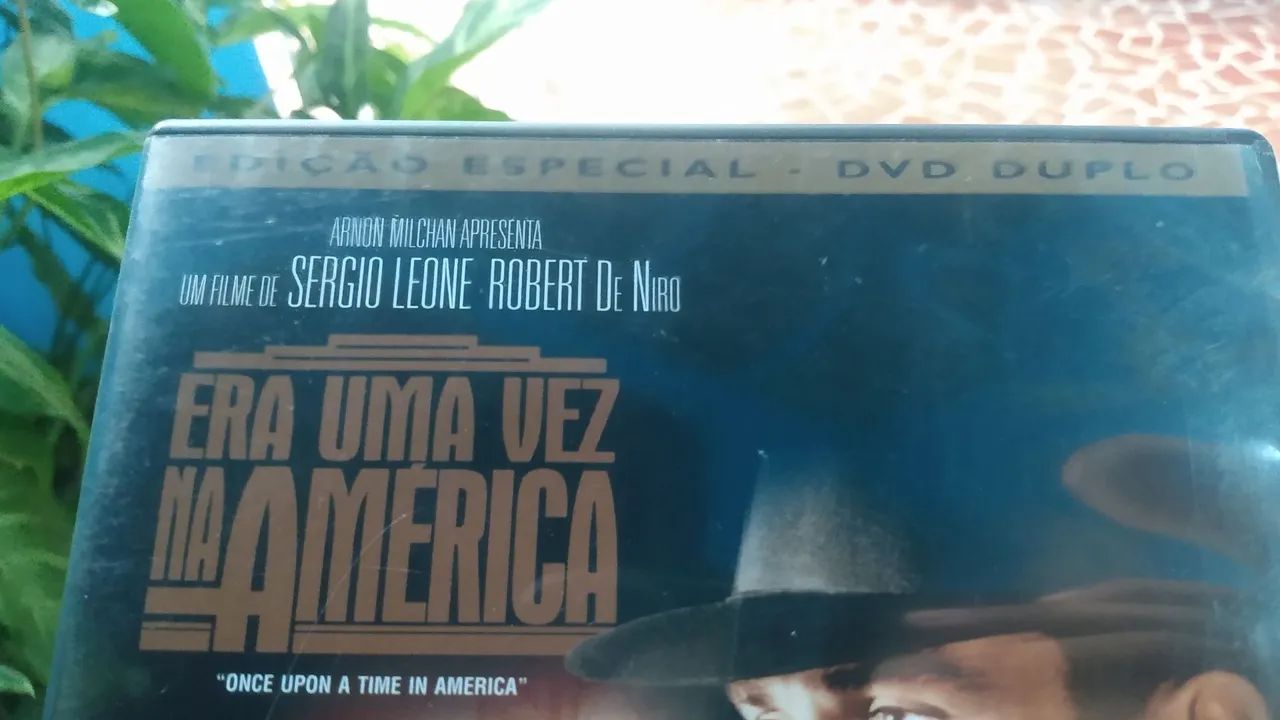 EDIÇÃO ESPECIAL - DVD DUPLO
ARNON MILCHAN APRESENTA
UM FILME DE SERGIO LEONE ROBERT DE NIRO
ERA UMA VEZ
NA AMÉRICA
"ONCE UPON A TIME IN AMERICA"